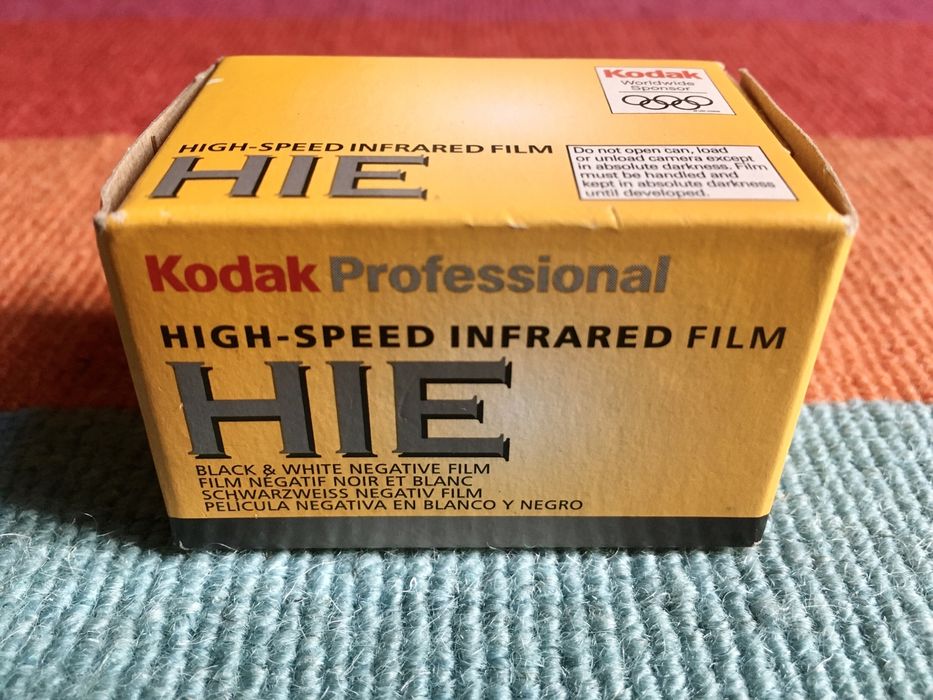 Kodak
Worldwide
Sponsor
HIGH-SPEED INFRARED FILM
HIE
Do not open can, load
or unload camera except
in absolute darkness. Film
must be handled and
kept in absolute darkness
until developed.
Kodak Professional
HIGH-SPEED INFRARED FILM
HIE
BLACK & WHITE NEGATIVE FILM
FILM NÉGATIF NOIR ET BLANC
SCHWARZWEISS NEGATIV FILM
PELÍCULA NEGATIVA EN BLANCO Y NEGRO